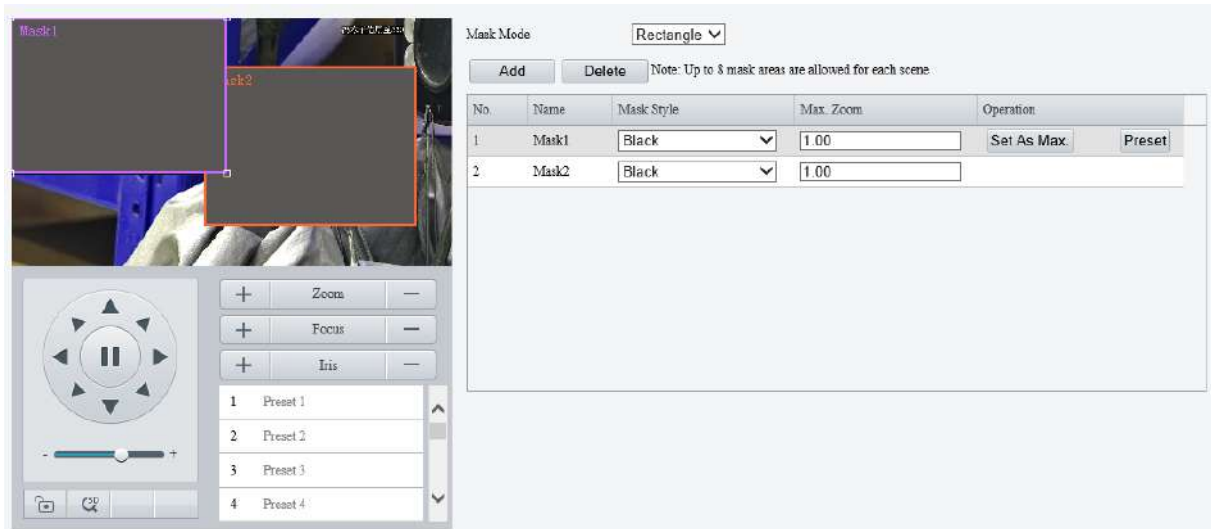 Mask1
ask2
Mask Mode
Rectangle
Add
Delete
Note: Up to 8 mask areas are allowed for each scene
No. Name Mask Style Max. Zoom Operation
1 Mask1 Black 1.00 Set As Max. Preset
2 Mask2 Black 1.00
+ Zoom —
+ Focus —
+ Iris —
1 Preset 1
2 Preset 2
3 Preset 3
4 Preset 4
- +
3D